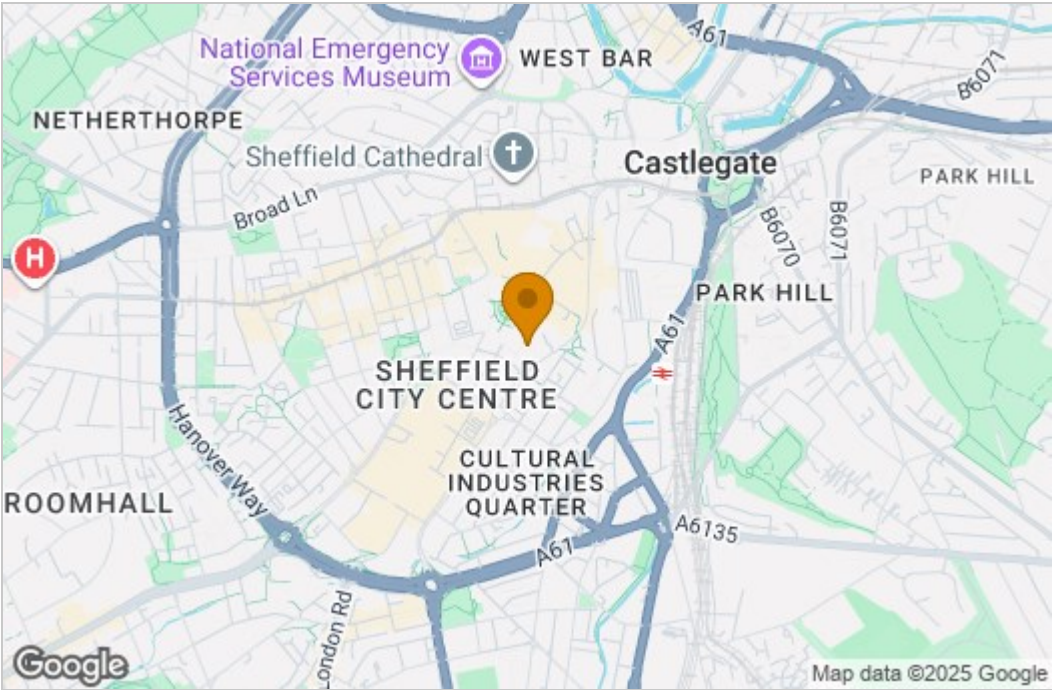 A61
National Emergency
Services Museum
WEST BAR
B6071
NETHERTHORPE
Sheffield Cathedral
Castlegate
PARK HILL
Broad Ln
B6070
B6071
H
PARK HILL
A61
SHEFFIELD
CITY CENTRE
Hanover Way
CULTURAL
INDUSTRIES
QUARTER
ROOMHALL
A6135
A61
London Rd
Google
Map data ©2025 Google